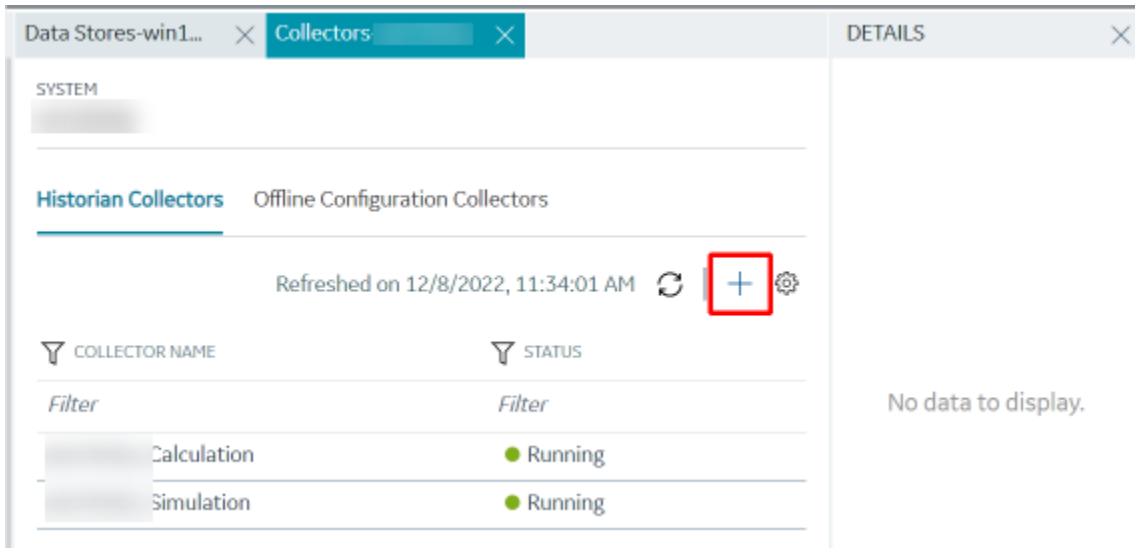 Data Stores-win1...
Collectors-
DETAILS
SYSTEM
Historian Collectors
Offline Configuration Collectors
Refreshed on 12/8/2022, 11:34:01 AM
COLLECTOR NAME
STATUS
Filter
Filter
No data to display.
Calculation
Running
Simulation
Running